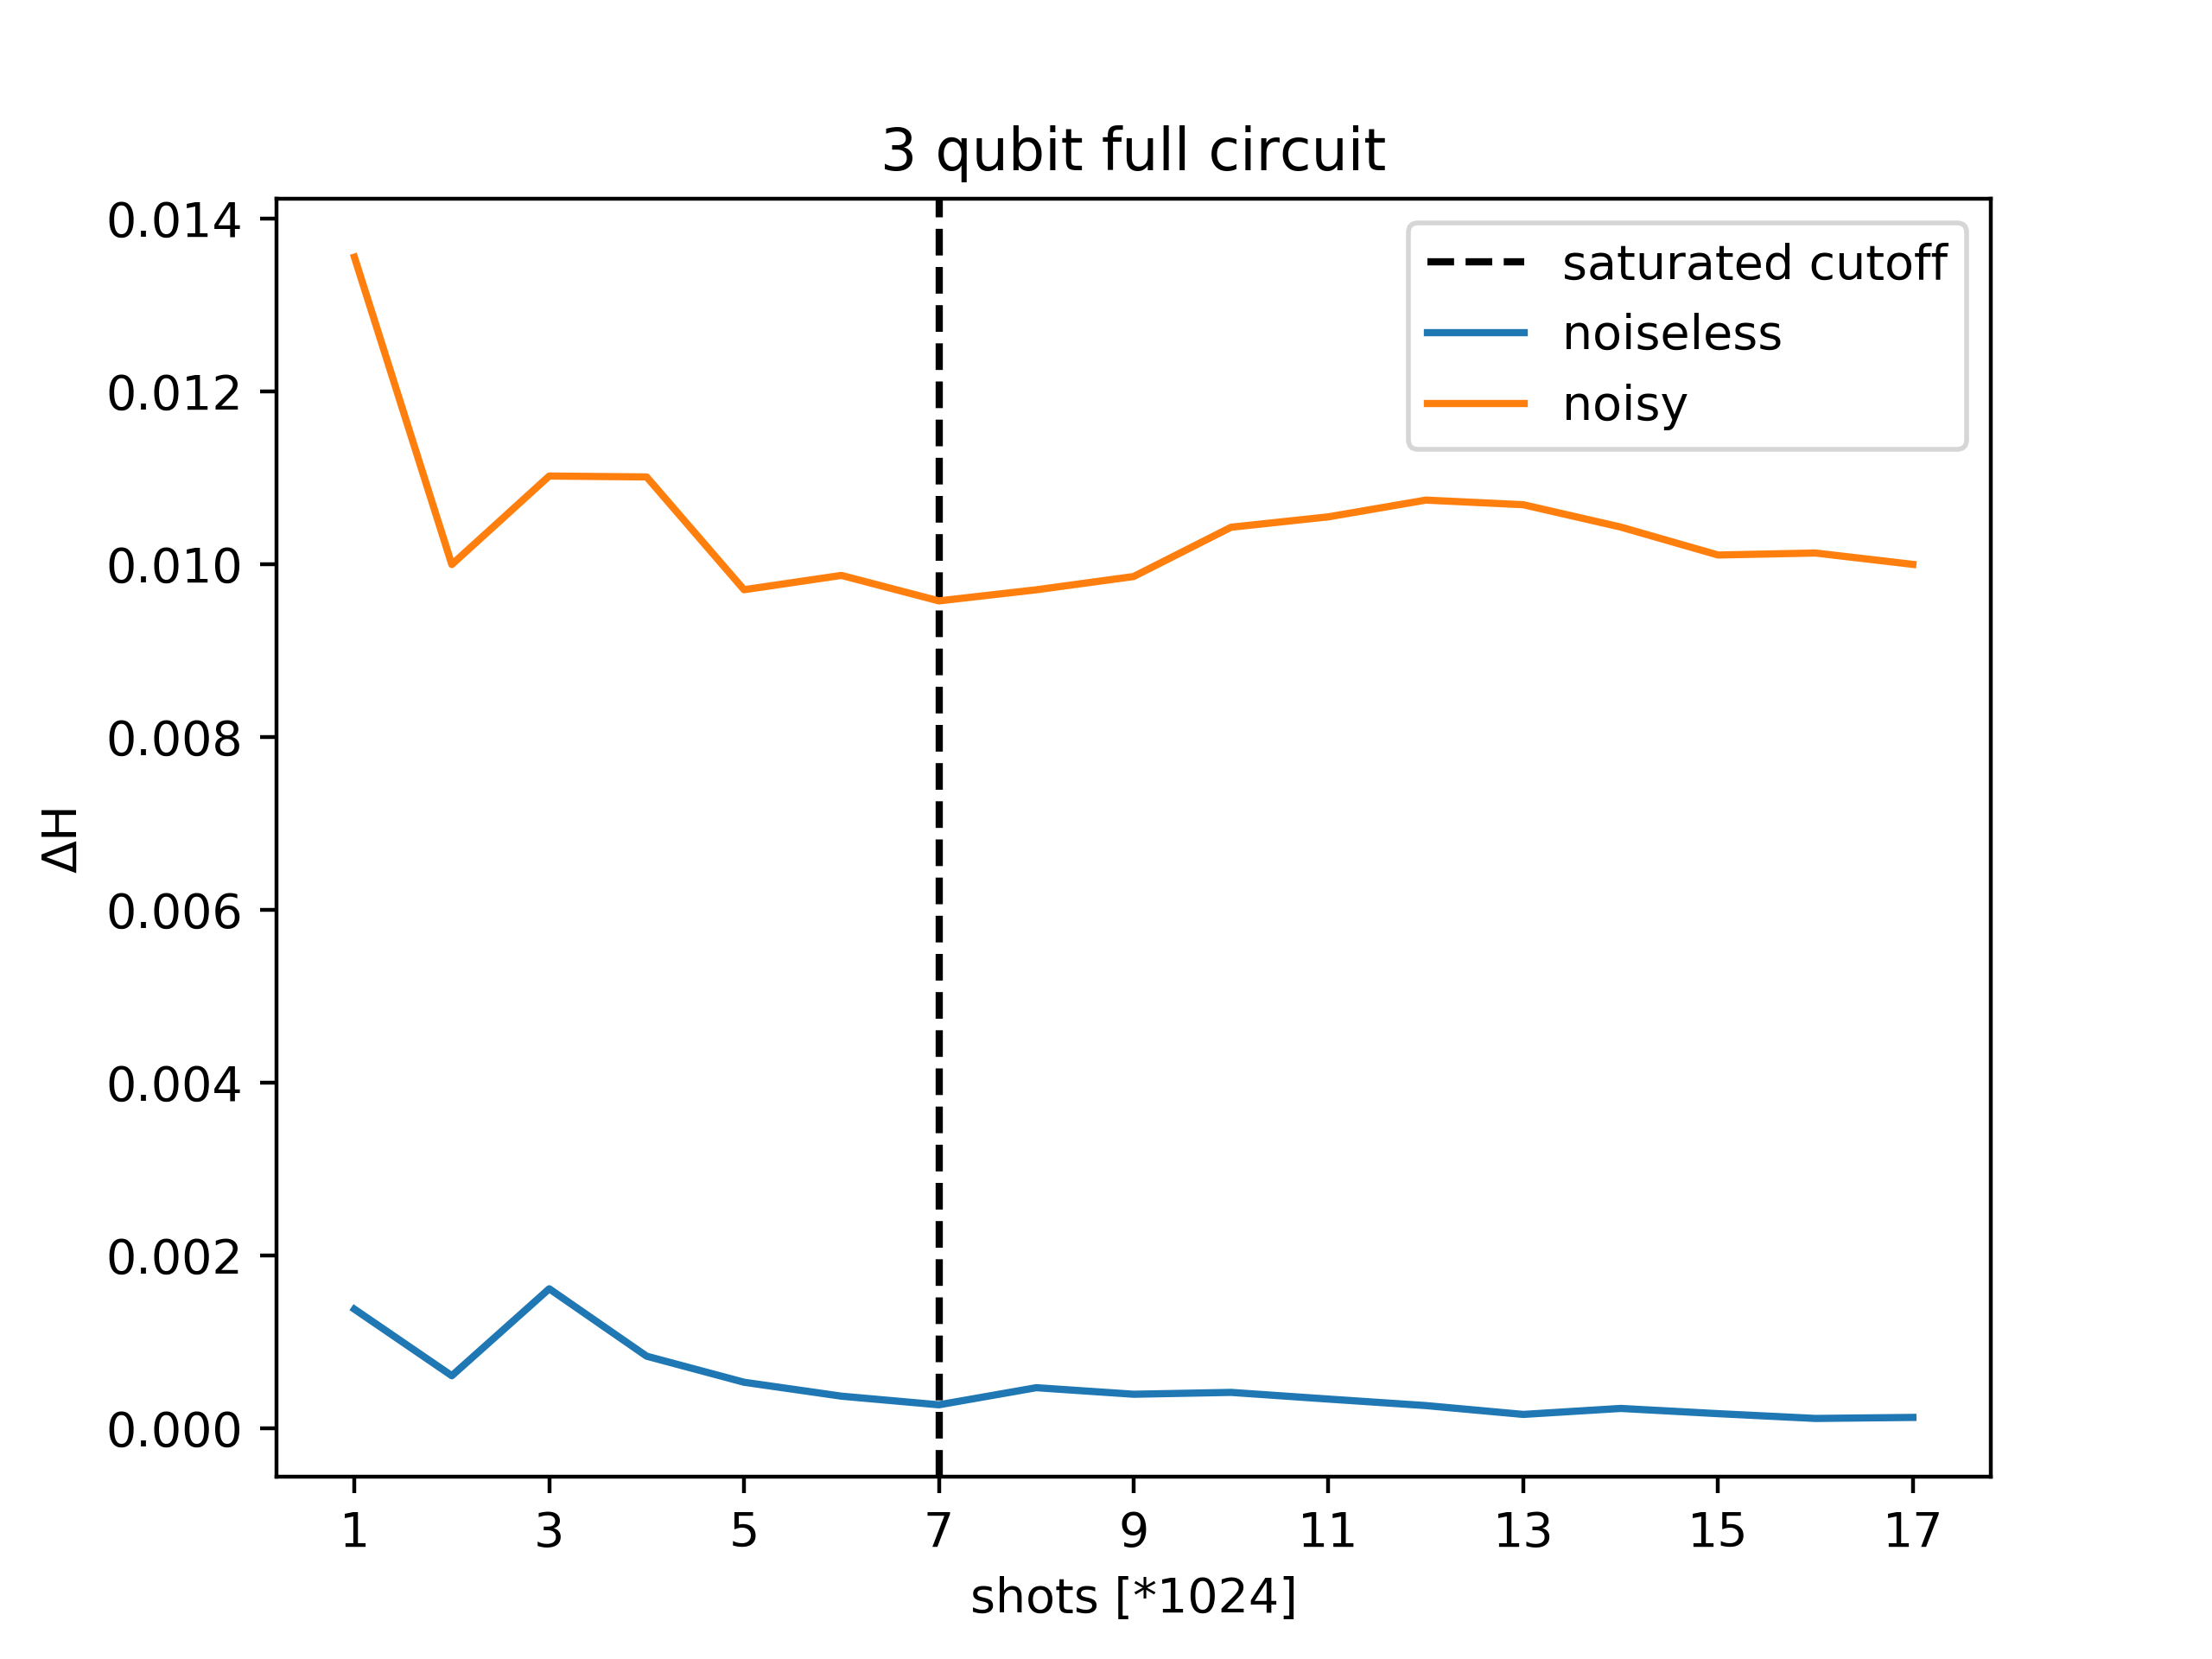 3 qubit full circuit
saturated cutoff
noiseless
noisy
0.014
0.012
0.010
0.008
0.006
0.004
0.002
0.000
ΔH
1 3 5 7 9 11 13 15 17
shots [*1024]